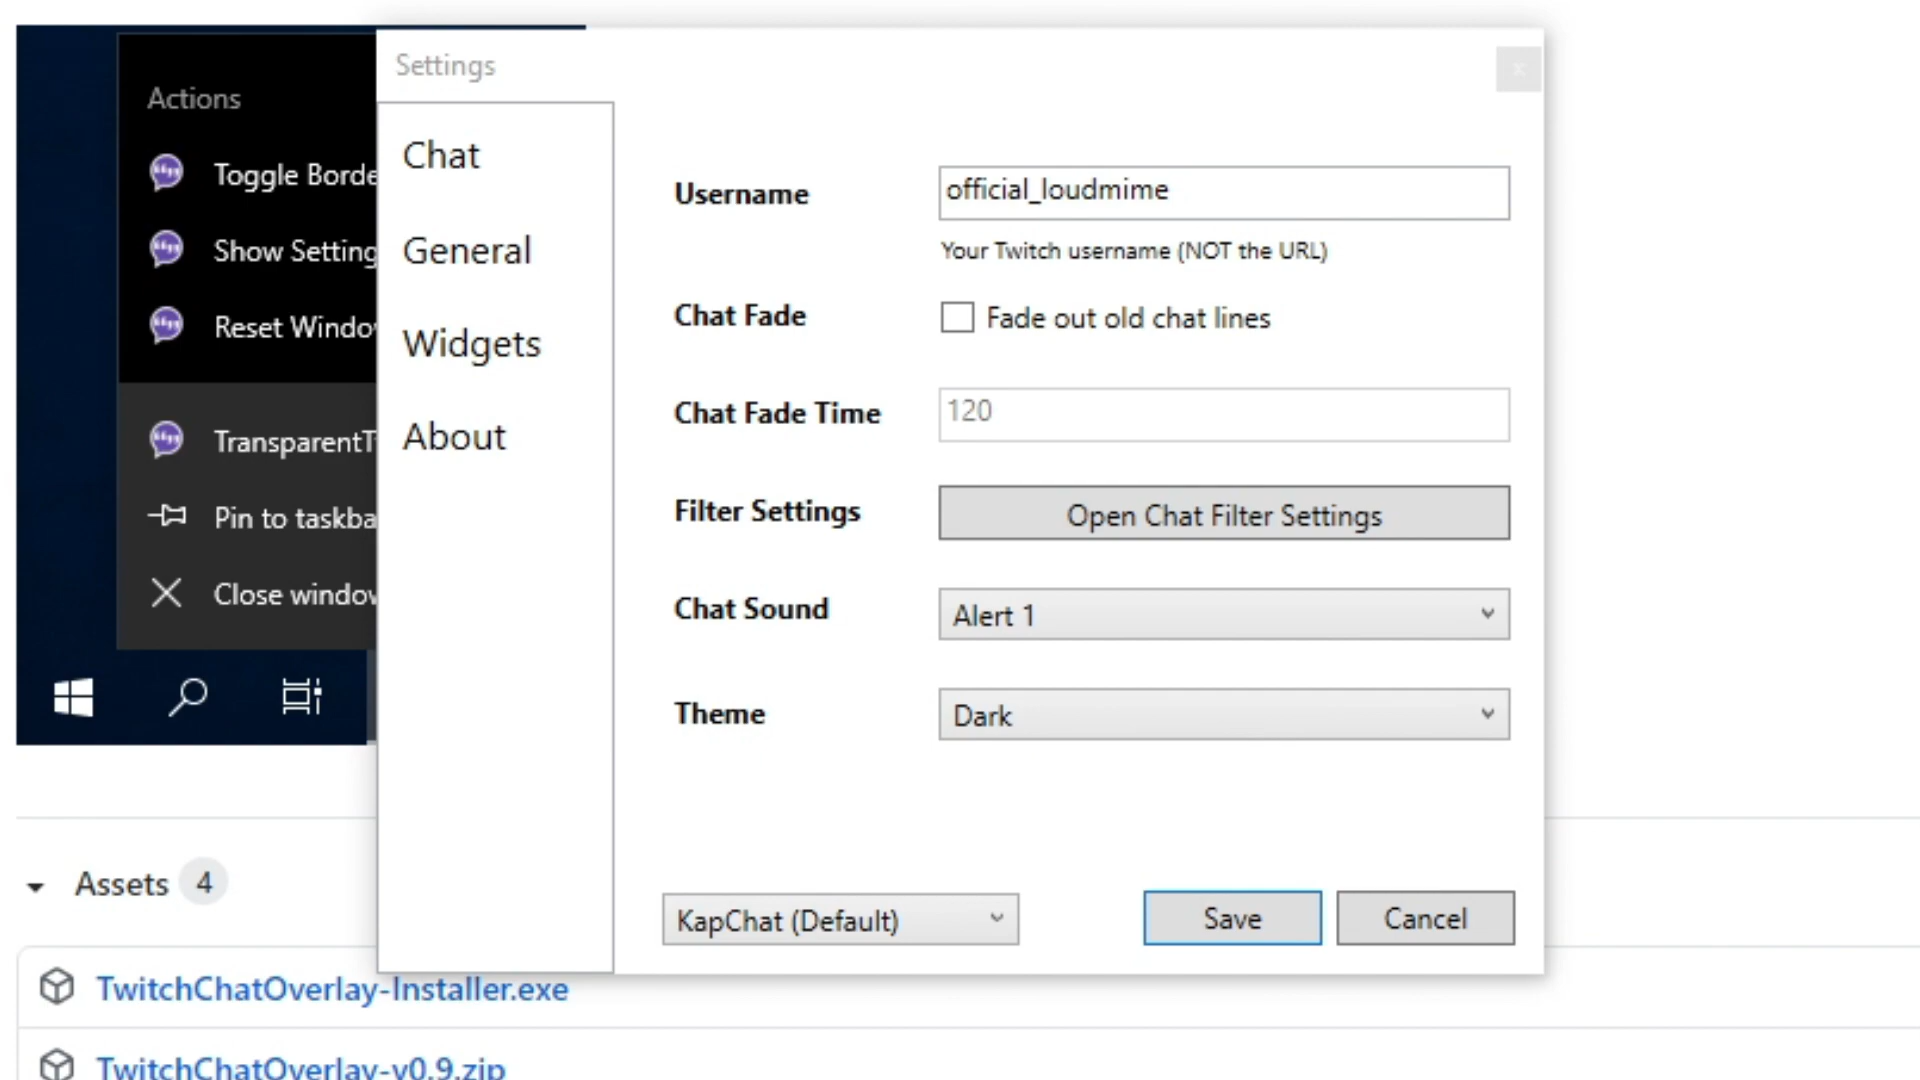 Settings
x
Actions
Toggle Borde
Show Setting
Reset Windo
TransparentT
Pin to taskba
Close window
Chat
General
Widgets
About
Username
official_loudmime
Your Twitch username (NOT the URL)
Chat Fade
Fade out old chat lines
Chat Fade Time
120
Filter Settings
Open Chat Filter Settings
Chat Sound
Alert 1
Theme
Dark
KapChat (Default)
Save
Cancel
Assets 4
TwitchChatOverlay-Installer.exe
TwitchChatOverlay-v0.9.zip